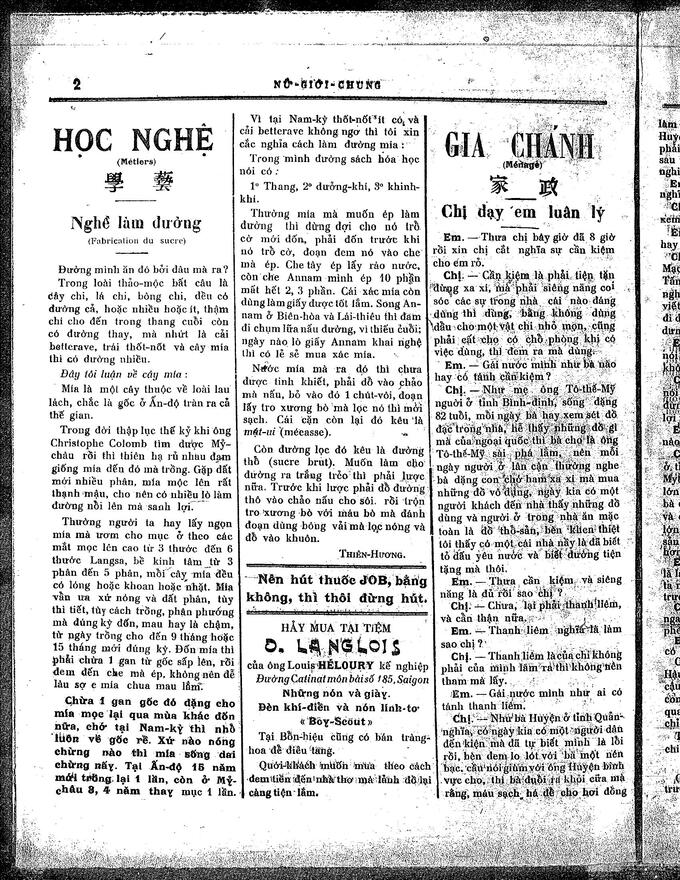 2
NỮ-GIỚI-CHUNG
HỌC NGHỆ
(Métiers)
學藝
Nghề làm đường
(Fabrication du sucre)
Đường mình ăn đó bởi đâu mà ra?
Trong loài thảo-mộc bất câu là
cây chi, lá chi, bông chi, đều có
đường cả, hoặc nhiều hoặc ít, thậm
chí cho đến trong thang cuối còn
có đường thay, mà nhứt là cải
betterave, trái thốt-nốt và cây mía
thì có đường nhiều.
Đây tôi luận về cây mía :
Mía là một cây thuộc về loài lau
lách, chắc là gốc ở Ấn-độ tràn ra cả
thế gian.
Trong đời thập lục thế kỷ khi ông
Christophe Colomb tìm được Mỹ-
châu rồi thì thiên hạ rủ nhau đam
giống mía đến đó mà trồng. Gặp đất
mới nhiều phân, mía mọc lên rất
thạnh mậu, cho nên có nhiều lò làm
đường nổi lên mà sanh lợi.
Thường người ta hay lấy ngọn
mía mà ươm cho mục ở theo các
mắt mọc lên cao từ 3 thước đến 6
thước Langsa, bề kinh tâm từ 3
phân đến 5 phân, mỗi cây mía đều
có lóng hoặc khoan hoặc nhặt. Mía
vẫn ưa xứ nóng và đất phân, tùy
thì tiết, tùy cách trồng, phân phướng
mà đúng kỳ đốn, mau hay là chậm,
từ ngày trồng cho đến 9 tháng hoặc
15 tháng mới đúng kỳ. Đốn mía thì
phải chừa 1 gan từ gốc sấp lên, rồi
đem đến che mà ép, không nên để
lâu sợ e mía chua mau lắm.
Chừa 1 gan gốc đó đặng cho
mía mọc lại qua mùa khác đốn
nữa, chớ tại Nam-kỳ thì nhổ
luôn về gốc rễ. Xứ nào nóng
chừng nào thì mía sống dai
chừng nấy. Tại Ấn-độ 15 năm
mới trồng lại 1 lần, còn ở Mỹ-
châu 3, 4 năm thay mục 1 lần.
Vì tại Nam-kỳ thốt-nốt ít có, và
cải betterave không ngơ thì tôi xin
cắc nghĩa cách làm đường mía :
Trong mình đường sách hóa học
nói có :
1º Thang, 2º dưỡng-khí, 3º khinh-
khí.
Thường mía mà muốn ép làm
đường thì đừng đợi cho nó trỗ
cờ mới đốn, phải đốn trước khi
nó trỗ cờ, đoạn đem nó vào che
mà ép. Che tây ép lấy ráo nước,
còn che Annam mình ép 10 phần
mất hết 2, 3 phần. Cái xác mía còn
dùng làm giấy được tốt lắm. Song An-
nam ở Biên-hòa và Lái-thiêu thì đam
đi chụm lữa nấu đường, vì thiếu củi;
ngày nào lò giấy Annam khai nghệ
thì có lẽ sẽ mua xác mía.
Nước mía mà ra đó thì chưa
được tinh khiết, phải đổ vào chảo
mà nấu, bỏ vào đó 1 chút-vôi, đoạn
lấy tro xương bò mà lọc nó thì mới
sạch. Cái cặn còn lại đó kêu là
mật-ui (mécasse).
Còn đường lọc đó kêu là đường
thô (sucre brut). Muốn làm cho
đường ra trắng trẻo thì phải lược
nữa. Trước khi lược phải đổ đường
thô vào chảo nấu cho sôi, rồi trộn
tro xương bò với máu bò mà đánh
đoạn dùng bông vải mà lọc nóng và
đổ vào khuôn.
THIÊN-HƯƠNG.
Nên hút thuốc JOB, bằng
không, thì thôi đừng hút.
HÃY MUA TẠI TIỆM
D. LANGLOIS
của ông Louis HÉLOURY kế nghiệp
Đường Catinat môn bài số 185, Saigon
Những nón và giày.
Đèn khí-điển và nón linh-tơ
« Boy-Scout »
Tại Bồn-hiệu cũng có bán tràng-
hoa để điếu tang.
Quới-khách muốn mua theo cách
đem tiền đến nhà thơ mà lãnh đồ lại
càng tiện lắm.
GIA CHÁNH
(Ménage)
家政
Chị dạy em luân lý
Em. — Thưa chị bây giờ đã 8 giờ
rồi xin chị cắt nghĩa sự cần kiệm
cho em rỏ.
Chị. — Cần kiệm là phải tiện tặn
đừng xa xỉ, mà phải siêng năng coi
sóc các sự trong nhà cái nào đáng
dùng thì dùng, bằng không dùng
dầu cho một vật chi nhỏ mọn, cũng
phải cất cho có chỗ phòng khi có
việc dùng, thì đem ra mà dùng.
Em. — Gái nước mình như bà nào
hay có tánh cần kiệm ?
Chị. — Như mẹ ông Tô-thế-Mỹ
người ở tỉnh Bình-định, sống đặng
82 tuổi, mỗi ngày bà hay xem sét đồ
đạc trong nhà, hễ thấy những đồ gì
mà của ngoại quốc thì bà cho là ông
Tô-thế-Mỹ sài phá lắm, nên mỗi
ngày người ở lân cận thường nghe
bà dặng con chớ ham xa xỉ mà mua
những đồ vô dụng, ngày kia có một
người khách đến nhà thấy những đồ
dùng và người ở trong nhà ăn mặc
toàn là đồ thổ-sản, bèn khen thiệt
tôi thấy có một cái nhà nầy là đã biết
tỏ dấu yêu nước và biết đường tiện
tặng mà thôi.
Em. — Thưa cần kiệm và siêng
năng là đủ rồi sao chị ?
Chị. — Chưa, lại phải thanh liêm,
và cẩn thận nữa.
Em. — Thanh liêm nghĩa là làm
sao chị ?
Chị. — Thanh liêm là của chi không
phải của mình làm ra thì không nên
tham mà lấy.
Em. — Gái nước mình như ai có
tánh thanh liêm.
Chị. — Như bà Huyện ở tỉnh Quãn-
nghĩa, có ngày kia có một người dân
đến kiện mà đã tự biết mình là lỗi
rồi, bèn đem lo lót với bà một nén
bạc, cầu nói giùm với ông Huyện binh
vực cho, thì bà đuổi ra khỏi cửa mà
rằng, máu sạch, há để cho hơi đồng